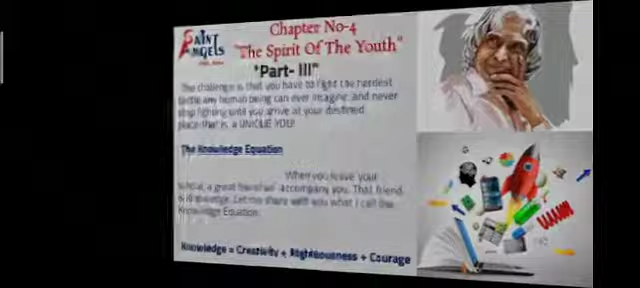 SAINT ANGELS
Chapter No-4
"The Spirit Of The Youth"
"Part- III"
The challenge is that you have to fight the hardest
battle any human being can ever imagine and never
stop fighting until you arrive at your destined
place that is a UNIQUE YOU!
The Knowledge Equation
When you leave your
school, a great friend will accompany you. That friend
is knowledge. Let me share with you what I call the
Knowledge Equation.
Knowledge = Creativity + Righteousness + Courage